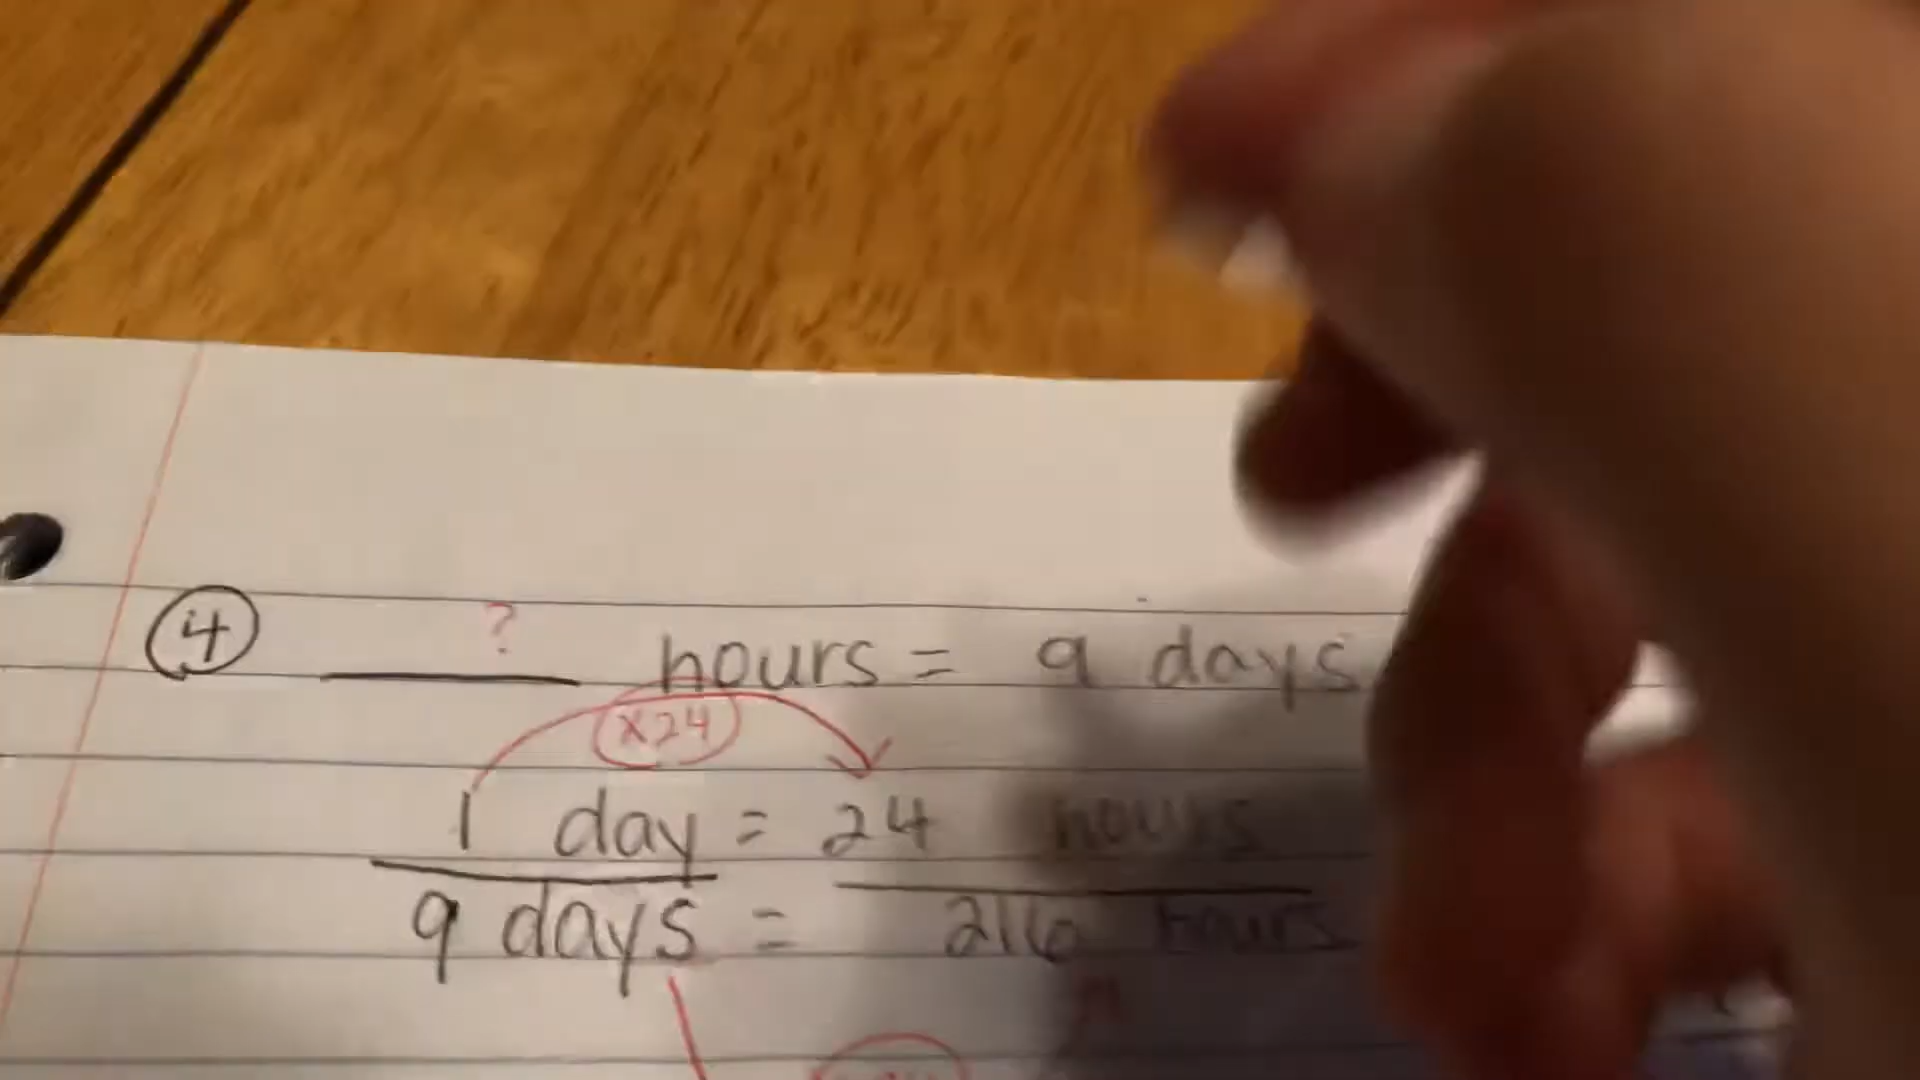 4 ? hours = 9 days
x24
1 day = 24 hours
9 days = 216 hours